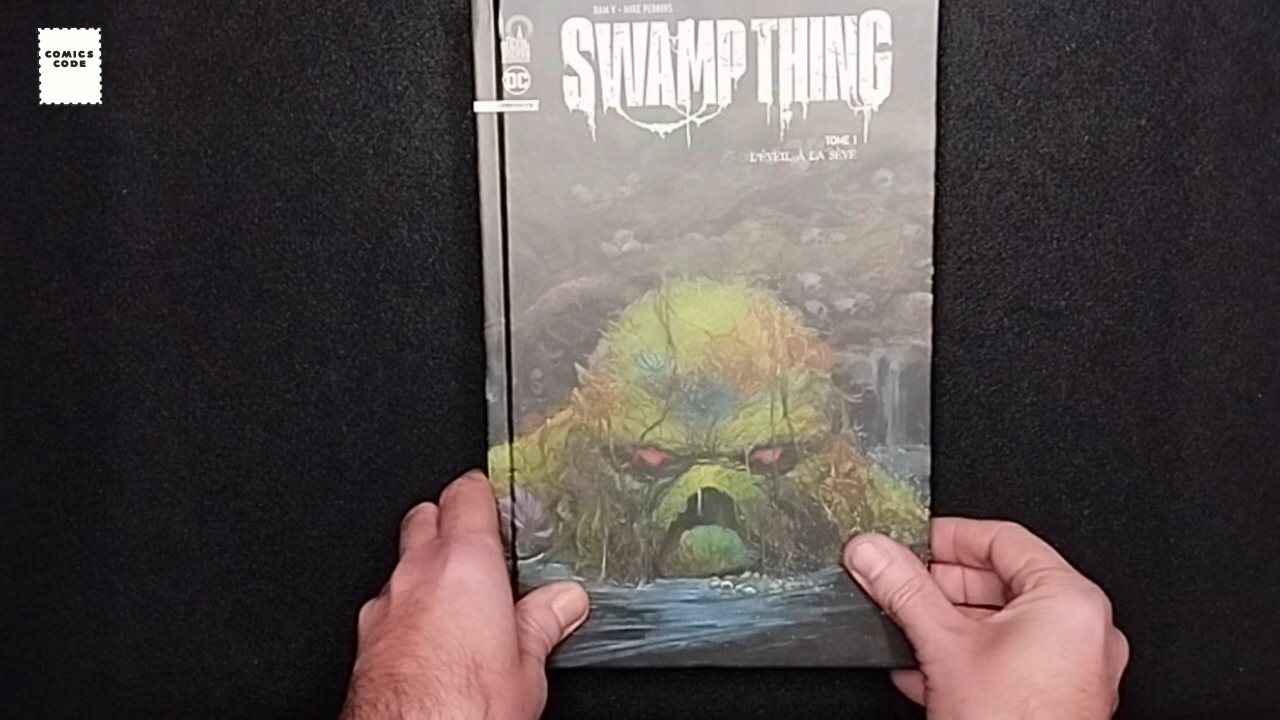 COMICS
CODE
RAM V • MIKE PERKINS
SWAMP THING
DC
TOME 1
L'ÉVEIL À LA SÈVE